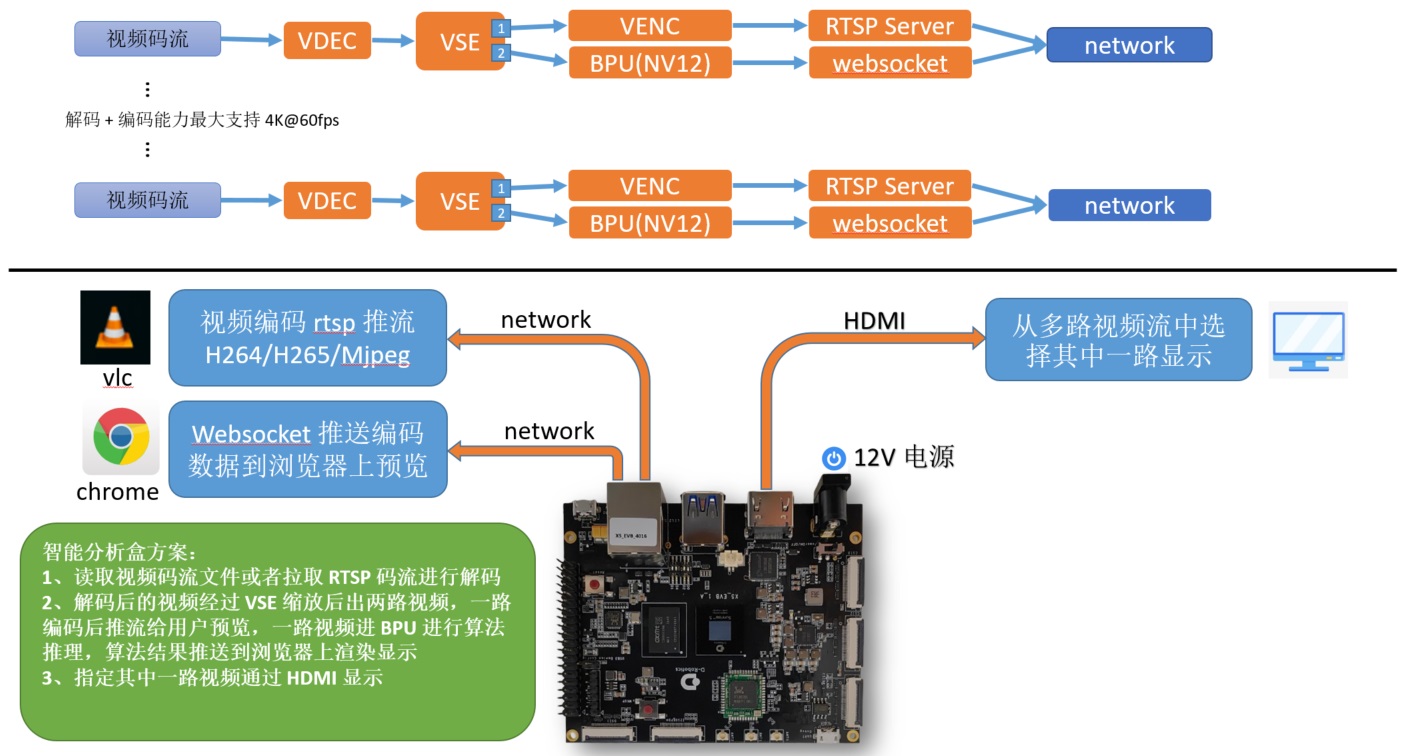 视频码流
VDEC
VSE
1
2
VENC
BPU(NV12)
RTSP Server
websocket
network
解码 + 编码能力最大支持 4K@60fps
视频码流
VDEC
VSE
1
2
VENC
BPU(NV12)
RTSP Server
websocket
network
vlc
视频编码 rtsp 推流
H264/H265/Mjpeg
network
HDMI
从多路视频流中选
择其中一路显示
chrome
Websocket 推送编码
数据到浏览器上预览
network
12V 电源
智能分析盒方案：
1、读取视频码流文件或者拉取 RTSP 码流进行解码
2、解码后的视频经过 VSE 缩放后出两路视频，一路
编码后推流给用户预览，一路视频进 BPU 进行算法
推理，算法结果推送到浏览器上渲染显示
3、指定其中一路视频通过 HDMI 显示
X5_EVB_4016
X5_EVB 1_A
D-Robotics